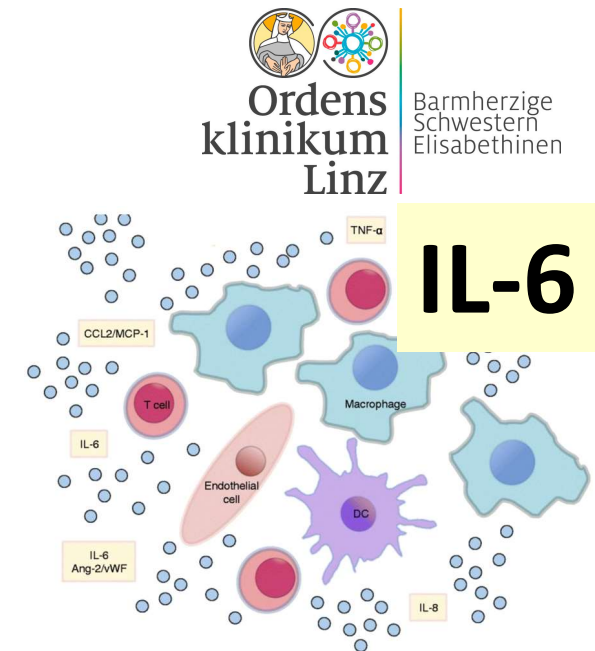 Ordens
klinikum
Linz
Barmherzige
Schwestern
Elisabethinen
TNF-α
IL-6
CCL2/MCP-1
T cell
Macrophage
IL-6
Endothelial
cell
DC
IL-6
Ang-2/vWF
IL-8